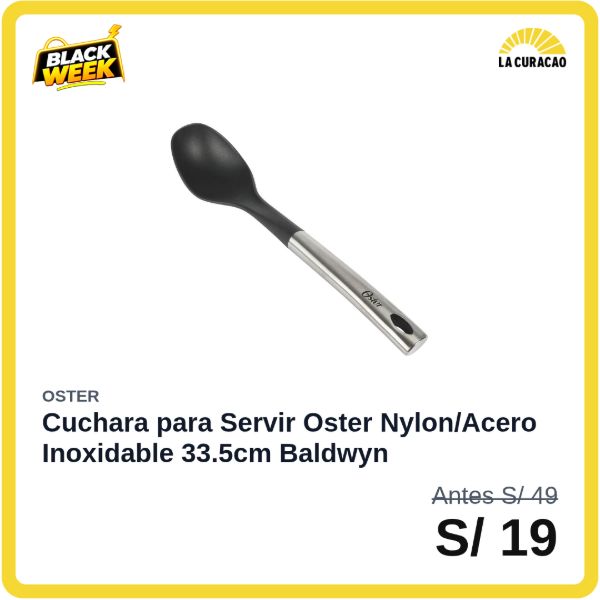 BLACK
WEEK
LA CURACAO
Oster
OSTER
Cuchara para Servir Oster Nylon/Acero
Inoxidable 33.5cm Baldwyn
Antes S/ 49
S/ 19